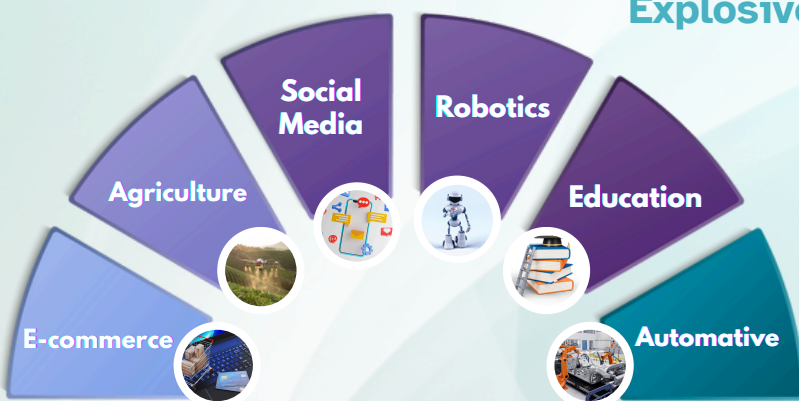 Explosive
Social
Media
Robotics
Agriculture
Education
E-commerce
Automative